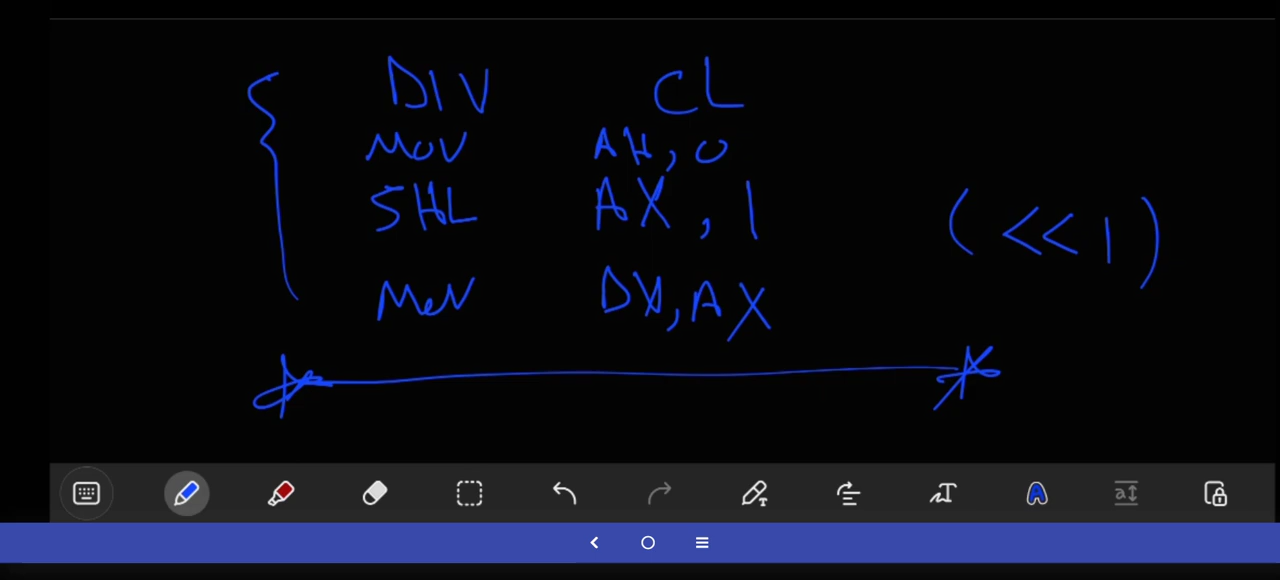 DIV CL
MOV AH, 0
SHL AX, 1 (<<1)
MOV DX, AX